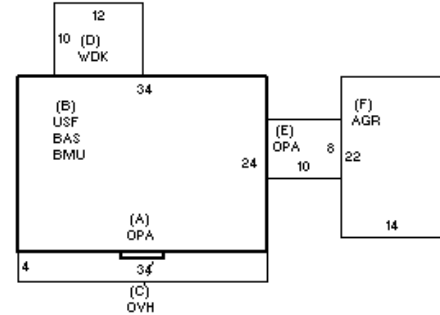 12
10 (D)
WDK
34
(B)
USF
BAS
BMU
(F)
AGR
(E)
OPA
8
24
10
22
(A)
OPA
14
4
34
(C)
OVH